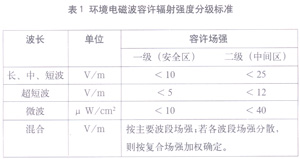 表1 环境电磁波容许辐射强度分级标准
波长 单位 容许场强
一级（安全区） 二级（中间区）
长、中、短波 V/m ＜10 ＜25
超短波 V/m ＜5 ＜12
微波 μ W/cm² ＜10 ＜40
混合 V/m 按主要波段场强；若各波段场强分散，
则按复合场强加权确定。